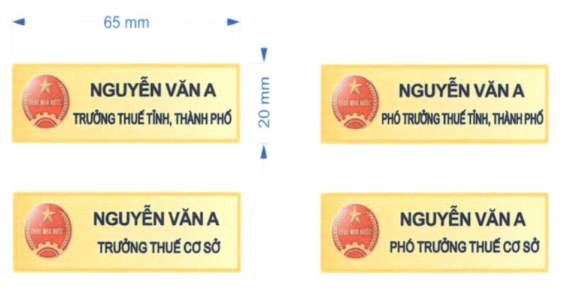 65 mm
NGUYỄN VĂN A
TRƯỞNG THUẾ TỈNH, THÀNH PHỐ
20 mm
NGUYỄN VĂN A
PHÓ TRƯỞNG THUẾ TỈNH, THÀNH PHỐ
NGUYỄN VĂN A
TRƯỞNG THUẾ CƠ SỞ
NGUYỄN VĂN A
PHÓ TRƯỞNG THUẾ CƠ SỞ